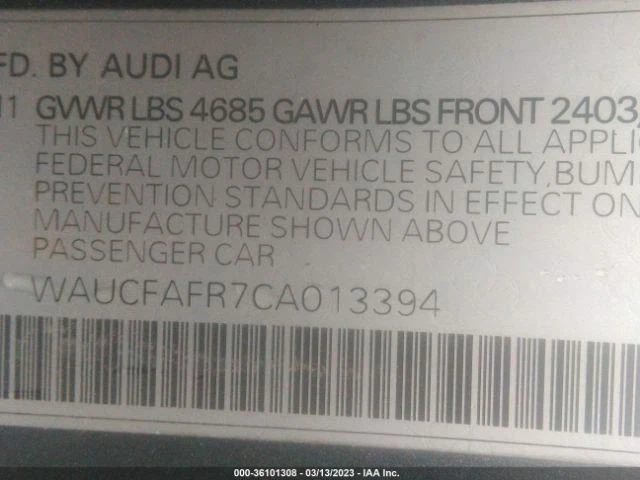 FD. BY AUDI AG
11 GVWR LBS 4685 GAWR LBS FRONT 2403,
THIS VEHICLE CONFORMS TO ALL APPLI
FEDERAL MOTOR VEHICLE SAFETY, BUM
PREVENTION STANDARDS IN EFFECT ON
MANUFACTURE SHOWN ABOVE
PASSENGER CAR
WAUCFAFR7CA013394
000-36101308 - 03/13/2023 - IAA Inc.